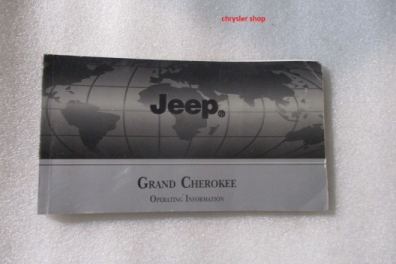 chrysler shop
Jeep®
GRAND CHEROKEE
OPERATING INFORMATION